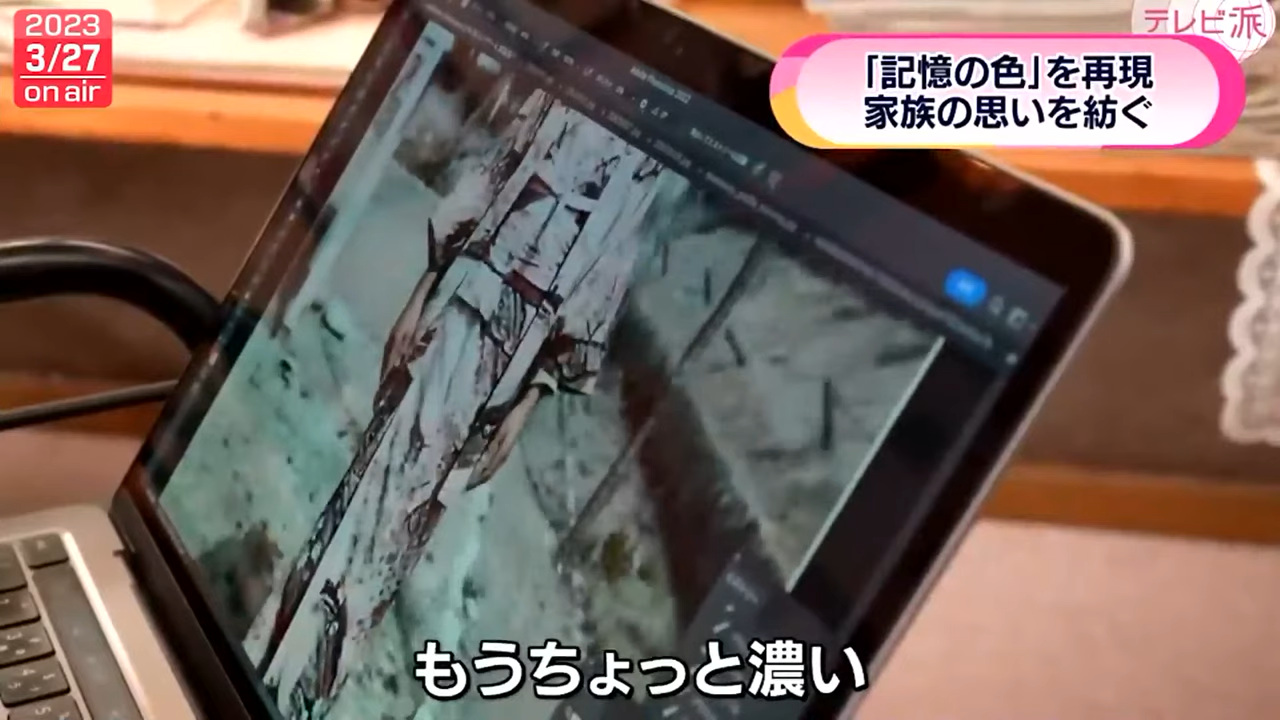 2023
3/27
on air
テレビ派
「記憶の色」を再現
家族の思いを紡ぐ
もうちょっと濃い